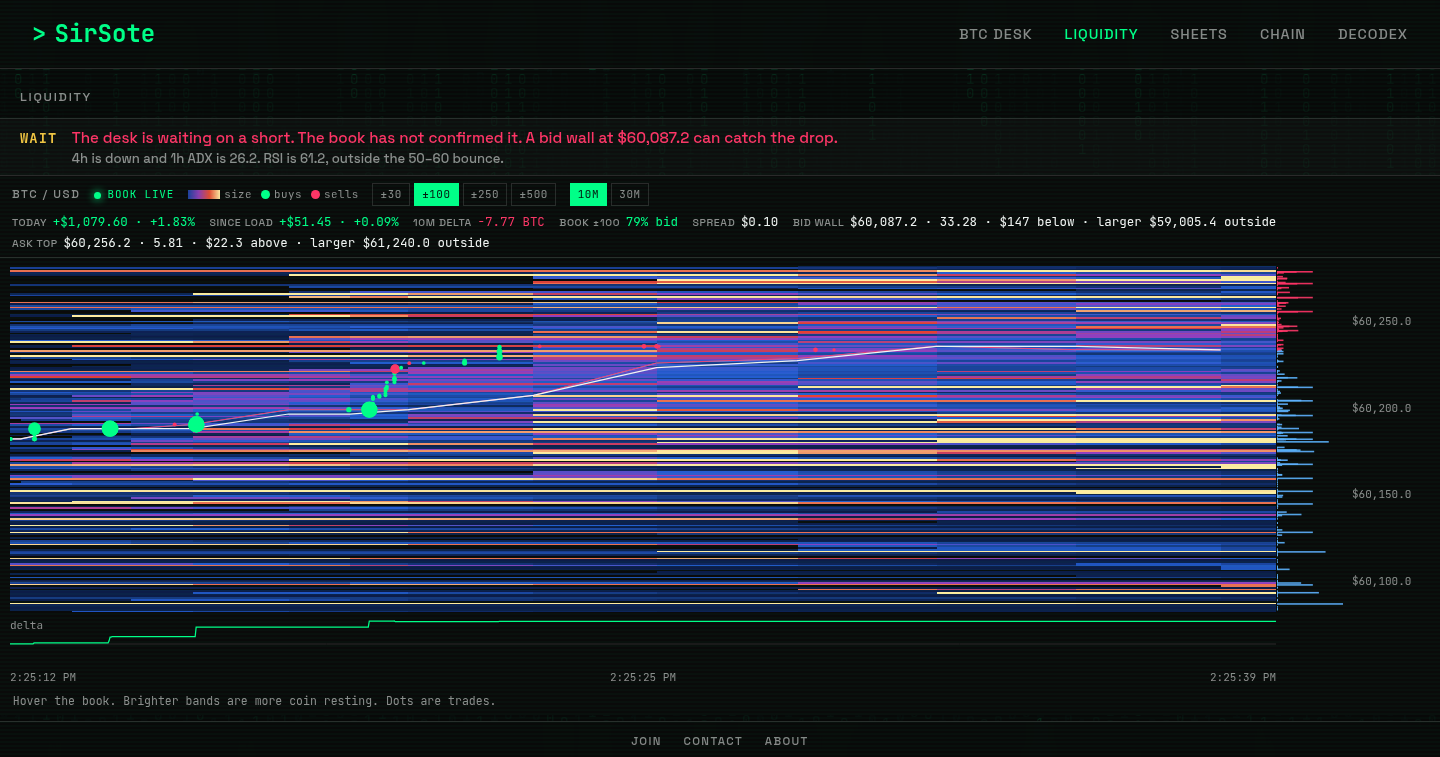 > SirSote
BTC DESK LIQUIDITY SHEETS CHAIN DECODEX
LIQUIDITY
WAIT The desk is waiting on a short. The book has not confirmed it. A bid wall at $60,087.2 can catch the drop.
4h is down and 1h ADX is 26.2. RSI is 61.2, outside the 50–60 bounce.
BTC / USD BOOK LIVE size buys sells ±30 ±100 ±250 ±500 10M 30M
TODAY +$1,079.60 · +1.83% SINCE LOAD +$51.45 · +0.09% 10M DELTA -7.77 BTC BOOK ±100 79% bid SPREAD $0.10 BID WALL $60,087.2 · 33.28 · $147 below · larger $59,005.4 outside
ASK TOP $60,256.2 · 5.81 · $22.3 above · larger $61,240.0 outside
$60,250.0
$60,200.0
$60,150.0
$60,100.0
delta
2:25:12 PM 2:25:25 PM 2:25:39 PM
Hover the book. Brighter bands are more coin resting. Dots are trades.
JOIN CONTACT ABOUT